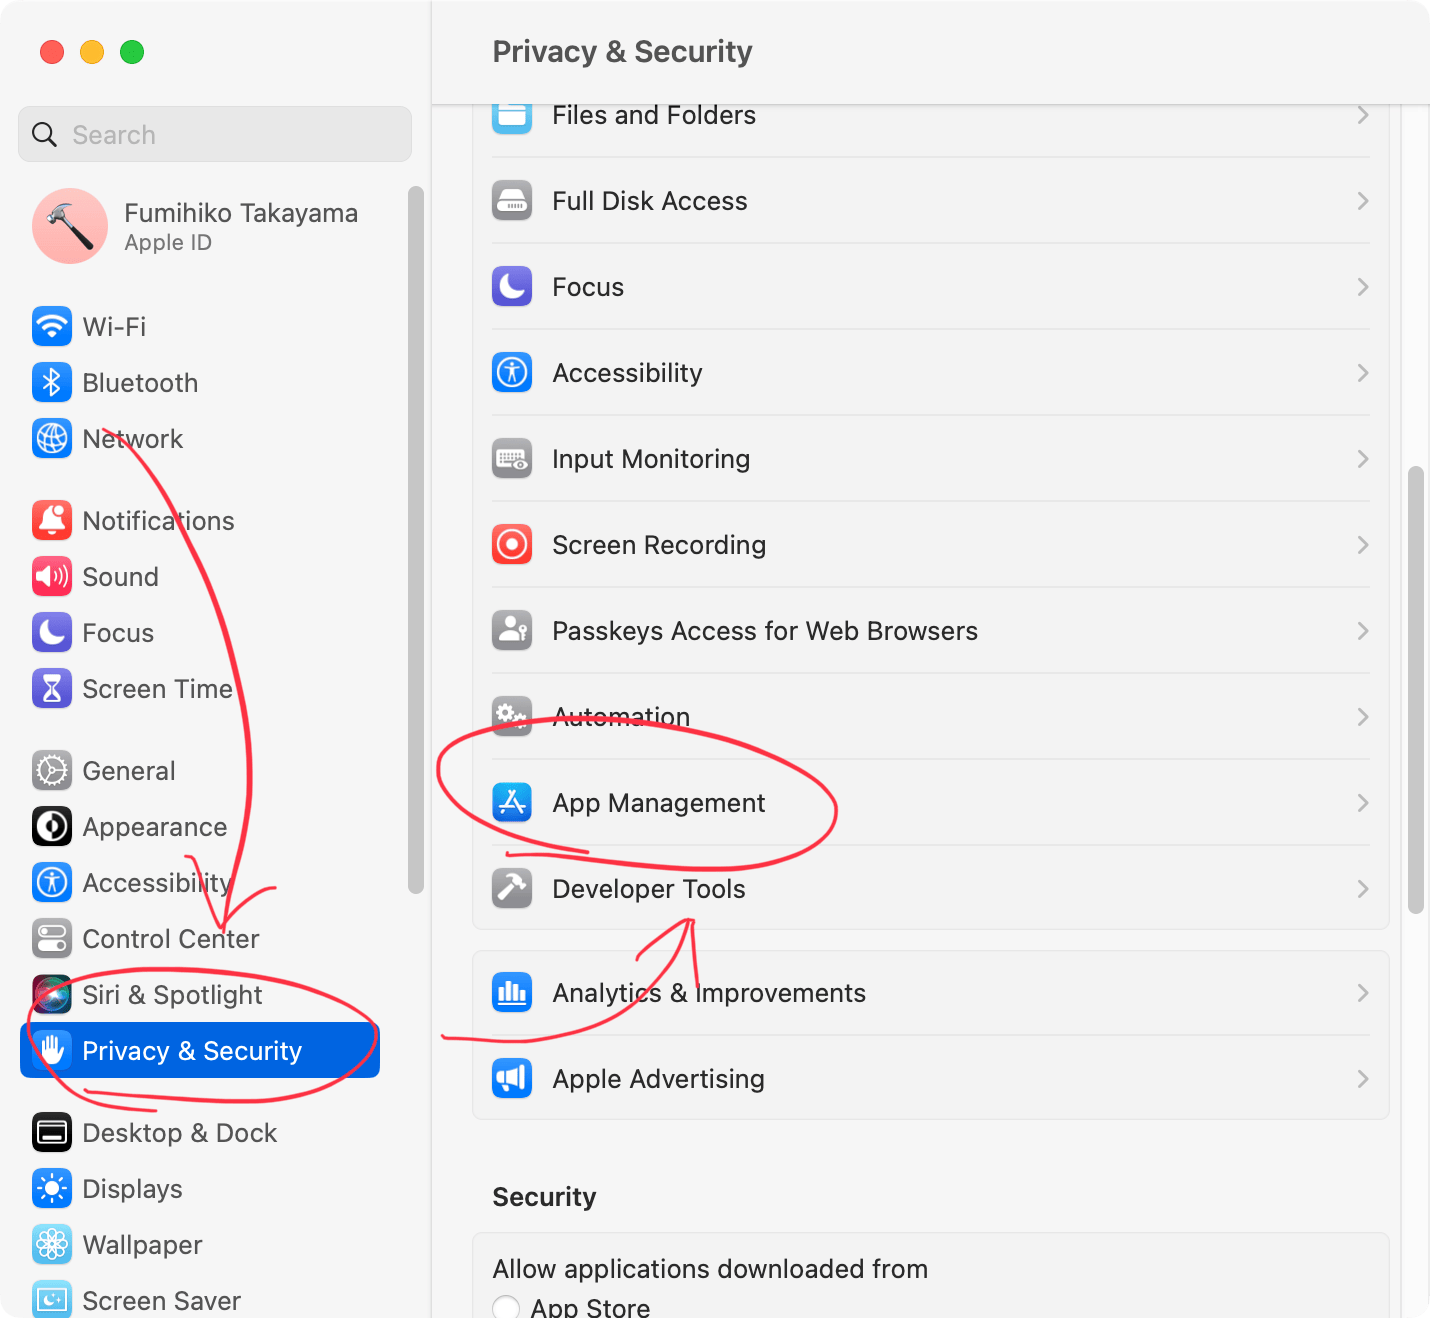 Privacy & Security
Search
Fumihiko Takayama
Apple ID
Wi-Fi
Bluetooth
Network
Notifications
Sound
Focus
Screen Time
General
Appearance
Accessibility
Control Center
Siri & Spotlight
Privacy & Security
Desktop & Dock
Displays
Wallpaper
Screen Saver
Files and Folders
Full Disk Access
Focus
Accessibility
Input Monitoring
Screen Recording
Passkeys Access for Web Browsers
Automation
App Management
Developer Tools
Analytics & Improvements
Apple Advertising
Security
Allow applications downloaded from
App Store